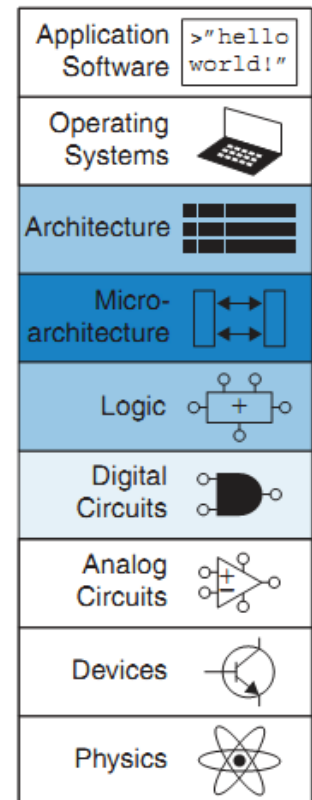 Application
Software
>"hello
world!"
Operating
Systems
Architecture
Micro-
architecture
Logic
+
Digital
Circuits
Analog
Circuits
+
−
Devices
Physics